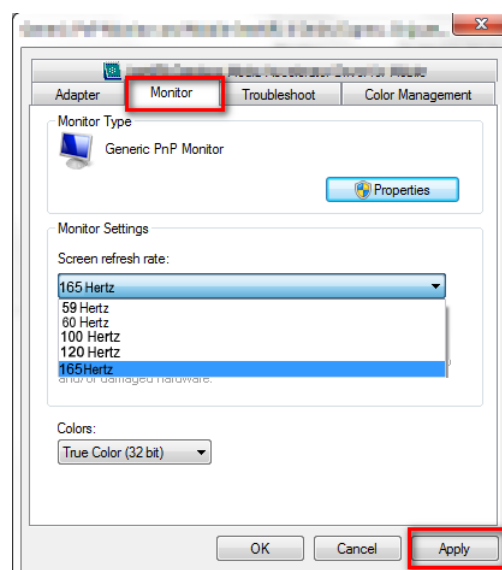 Adapter Monitor Troubleshoot Color Management
Monitor Type
Generic PnP Monitor
Properties
Monitor Settings
Screen refresh rate:
165 Hertz
59 Hertz
60 Hertz
100 Hertz
120 Hertz
165Hertz
and/or damaged hardware.
Colors:
True Color (32 bit)
OK Cancel Apply